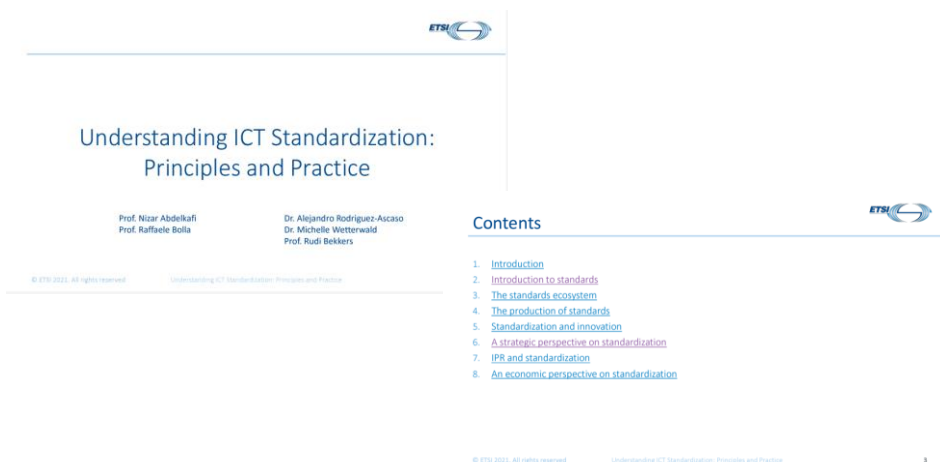 ETSI
Understanding ICT Standardization:
Principles and Practice
Prof. Nizar Abdelkafi
Prof. Raffaele Bolla
Dr. Alejandro Rodriguez-Ascaso
Dr. Michelle Wetterwald
Prof. Rudi Bekkers
© ETSI 2021. All rights reserved
Understanding ICT Standardization: Principles and Practice
ETSI
Contents
1. Introduction
2. Introduction to standards
3. The standards ecosystem
4. The production of standards
5. Standardization and innovation
6. A strategic perspective on standardization
7. IPR and standardization
8. An economic perspective on standardization
© ETSI 2021. All rights reserved
Understanding ICT Standardization: Principles and Practice
3